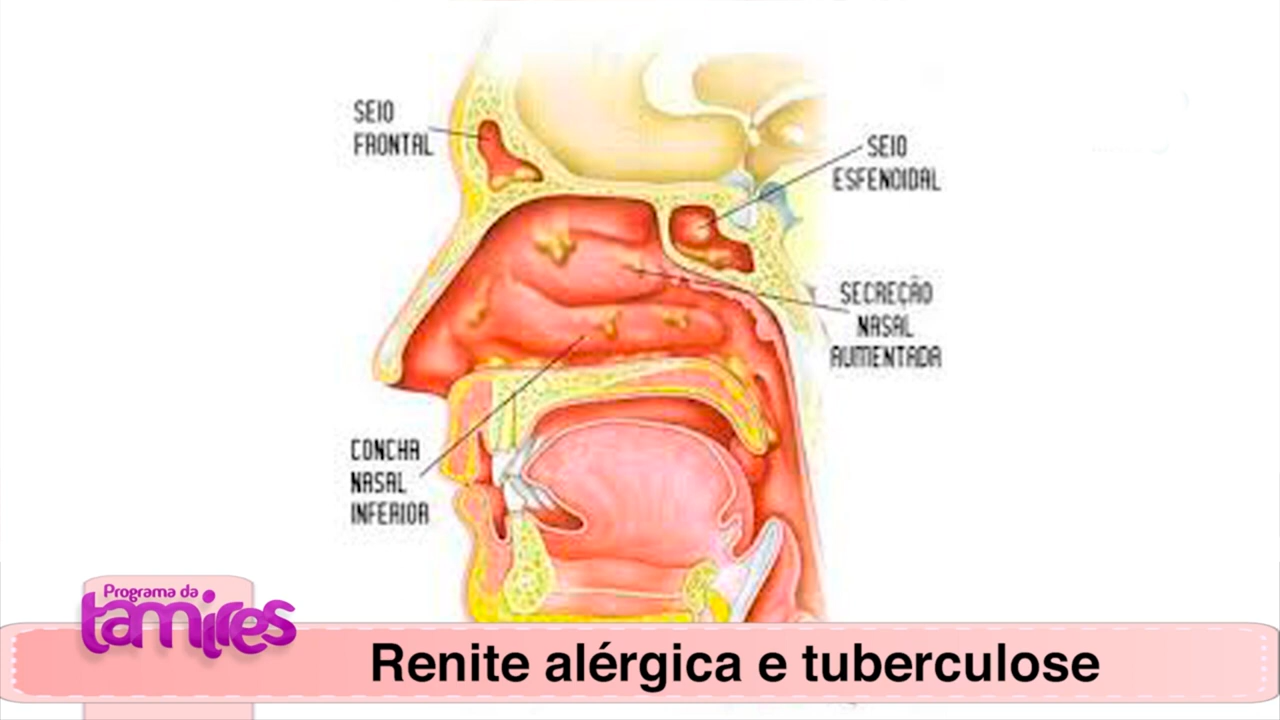 SEIO
FRONTAL
SEIO
ESFENOIDAL
SECREÇÃO
NASAL
AUMENTADA
CONCHA
NASAL
INFERIOR
Programa da
tamires
Renite alérgica e tuberculose